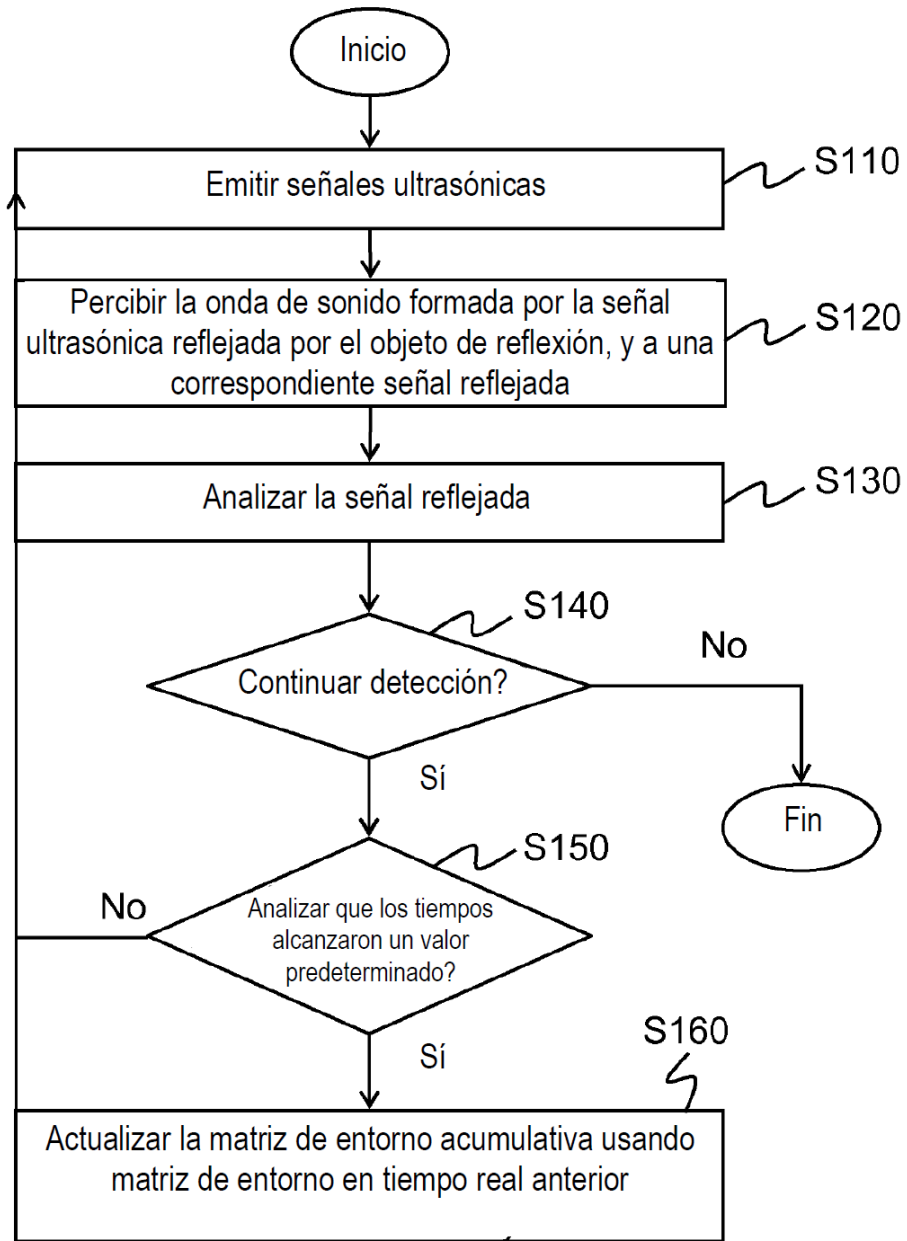 Inicio
Emitir señales ultrasónicas
S110
Percibir la onda de sonido formada por la señal
ultrasónica reflejada por el objeto de reflexión, y a una
correspondiente señal reflejada
S120
Analizar la señal reflejada
S130
S140
Continuar detección?
No
Sí
Fin
S150
No
Analizar que los tiempos
alcanzaron un valor
predeterminado?
Sí
S160
Actualizar la matriz de entorno acumulativa usando
matriz de entorno en tiempo real anterior